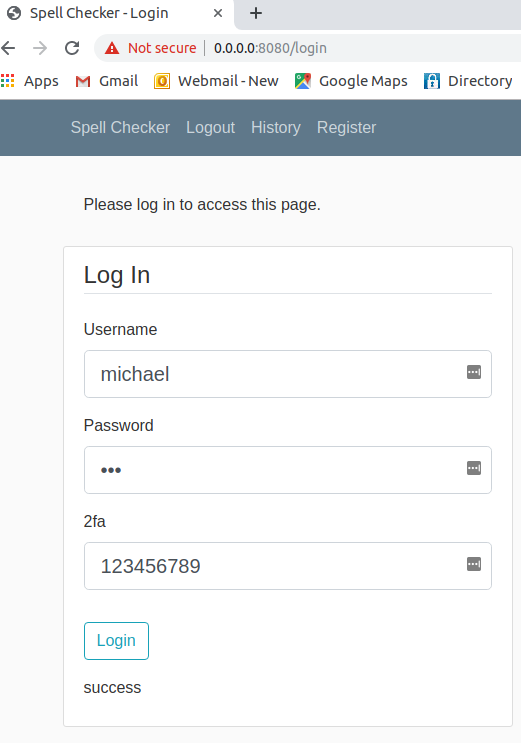 Spell Checker - Login
Not secure | 0.0.0.0:8080/login
Apps Gmail Webmail - New Google Maps Directory
Spell Checker Logout History Register
Please log in to access this page.
Log In
Username
michael
Password
•••
2fa
123456789
Login
success